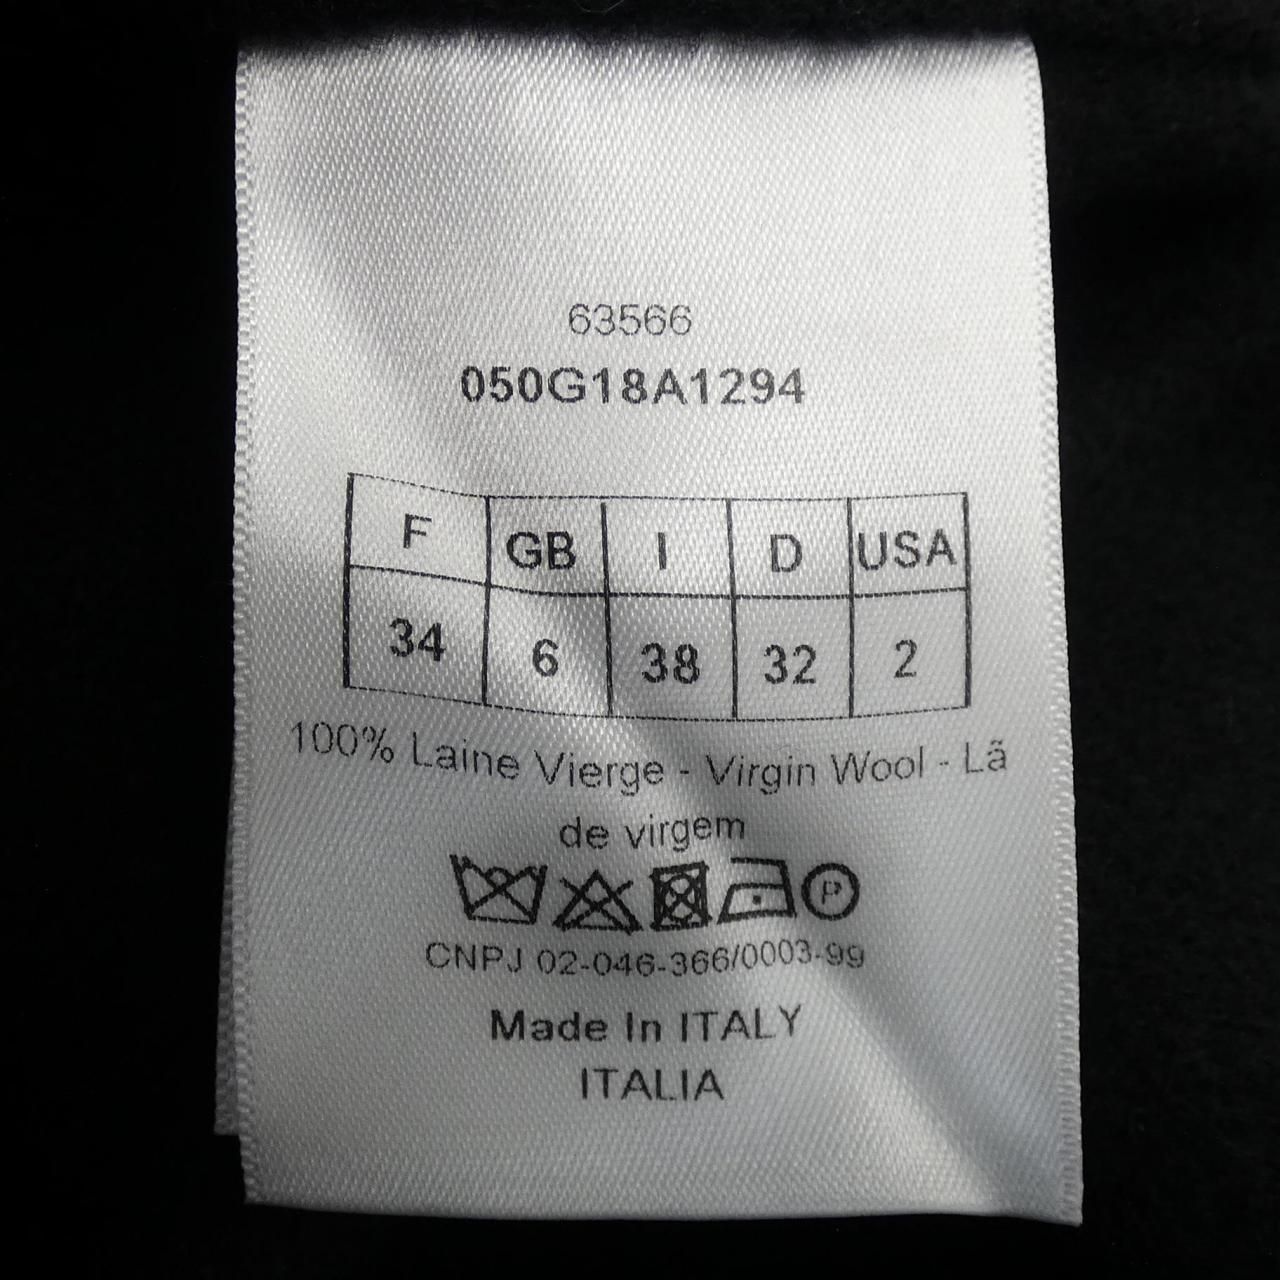 63566
050G18A1294
F GB I D USA
34 6 38 32 2
100% Laine Vierge - Virgin Wool - Lã
de virgem
P
CNPJ 02-046-366/0003-99
Made In ITALY
ITALIA